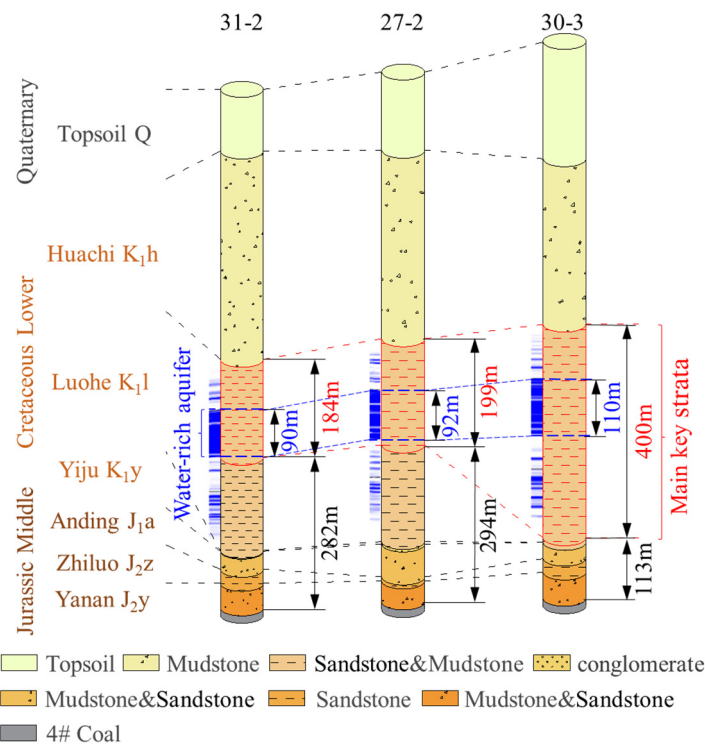 31-2
27-2
30-3
Quaternary
Topsoil Q
Huachi K₁h
Cretaceous Lower
Luohe K₁l
Yiju K₁y
Jurassic Middle
Anding J₁a
Zhiluo J₂z
Yanan J₂y
Water-rich aquifer
90m
184m
282m
92m
199m
294m
110m
400m
113m
Main key strata
Topsoil
Mudstone
Sandstone&Mudstone
conglomerate
Mudstone&Sandstone
Sandstone
Mudstone&Sandstone
4# Coal